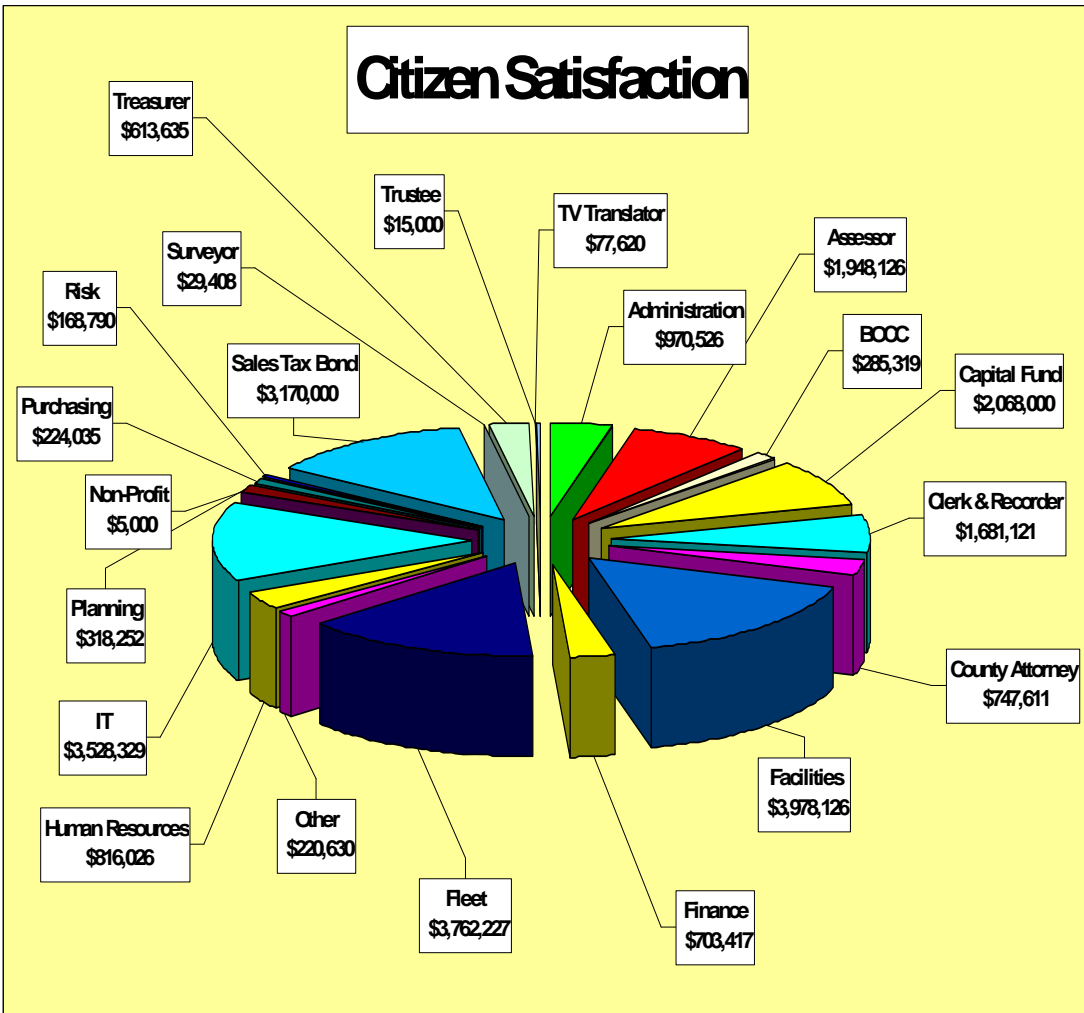 Citizen Satisfaction
Treasurer
$613,635
Trustee
$15,000
TV Translator
$77,620
Assessor
$1,948,126
Surveyor
$29,408
Risk
$168,790
Administration
$970,526
BOCC
$285,319
Sales Tax Bond
$3,170,000
Capital Fund
$2,068,000
Purchasing
$224,035
Non-Profit
$5,000
Clerk & Recorder
$1,681,121
Planning
$318,252
County Attorney
$747,611
IT
$3,528,329
Facilities
$3,978,126
Human Resources
$816,026
Other
$220,630
Fleet
$3,762,227
Finance
$703,417